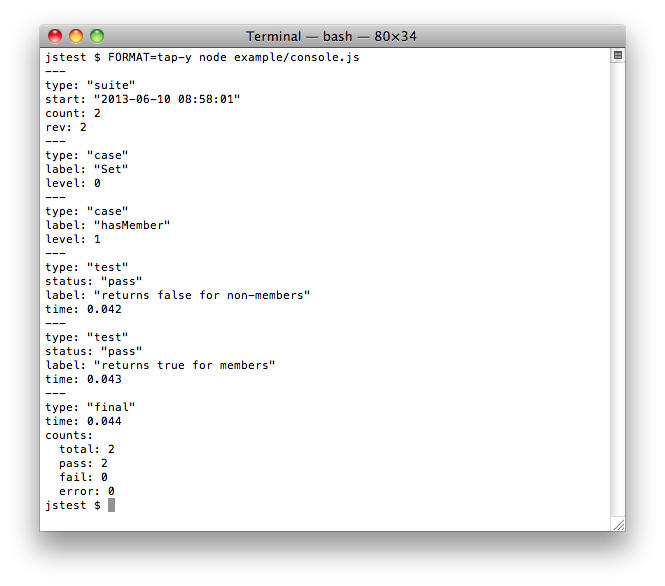 Terminal — bash — 80×34
jstest $ FORMAT=tap-y node example/console.js
---
type: "suite"
start: "2013-06-10 08:58:01"
count: 2
rev: 2
---
type: "case"
label: "Set"
level: 0
---
type: "case"
label: "hasMember"
level: 1
---
type: "test"
status: "pass"
label: "returns false for non-members"
time: 0.042
---
type: "test"
status: "pass"
label: "returns true for members"
time: 0.043
---
type: "final"
time: 0.044
counts:
  total: 2
  pass: 2
  fail: 0
  error: 0
jstest $